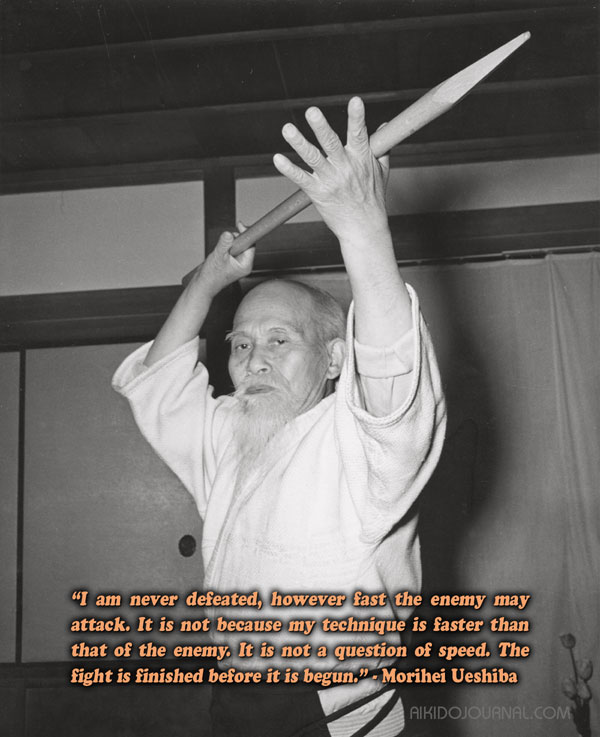 “I am never defeated, however fast the enemy may
attack. It is not because my technique is faster than
that of the enemy. It is not a question of speed. The
fight is finished before it is begun.” - Morihei Ueshiba
AIKIDOJOURNAL.COM